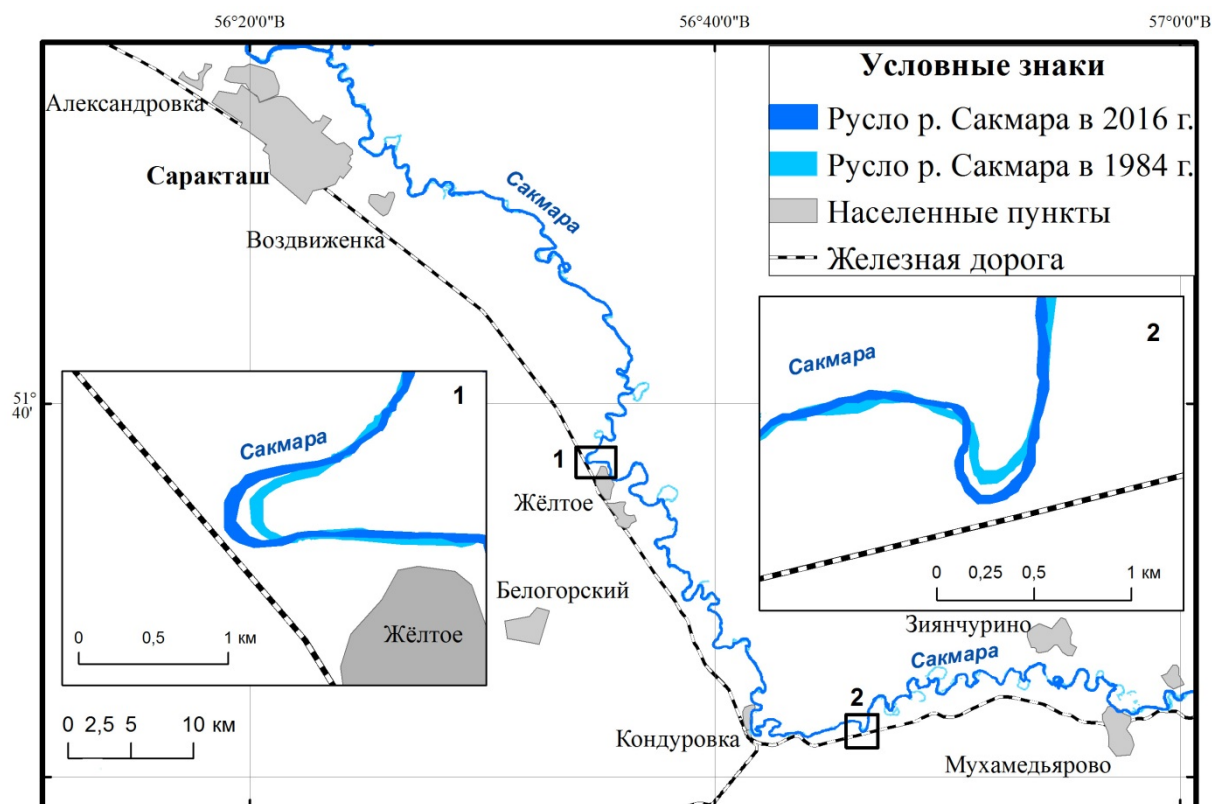 56°20'0"В
56°40'0"В
57°0'0"В
Условные знаки
Русло р. Сакмара в 2016 г.
Русло р. Сакмара в 1984 г.
Населенные пункты
Железная дорога
Александровка
Саракташ
Воздвиженка
Сакмара
51°
40'
1
Сакмара
Жёлтое
0 0,5 1 км
2
Сакмара
0 0,25 0,5 1 км
1
Жёлтое
Белогорский
Зиянчурино
Сакмара
2
Кондуровка
Мухамедьярово
0 2,5 5 10 км